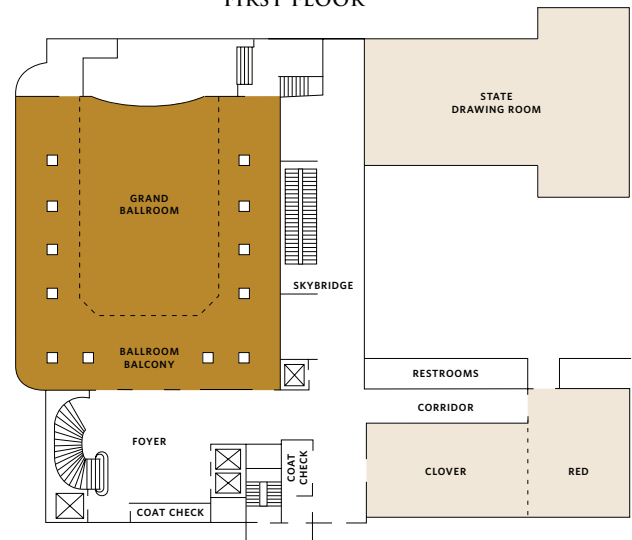 FIRST FLOOR
STATE
DRAWING ROOM
GRAND
BALLROOM
SKYBRIDGE
BALLROOM
BALCONY
RESTROOMS
CORRIDOR
FOYER
COAT
CHECK
CLOVER
RED
COAT CHECK